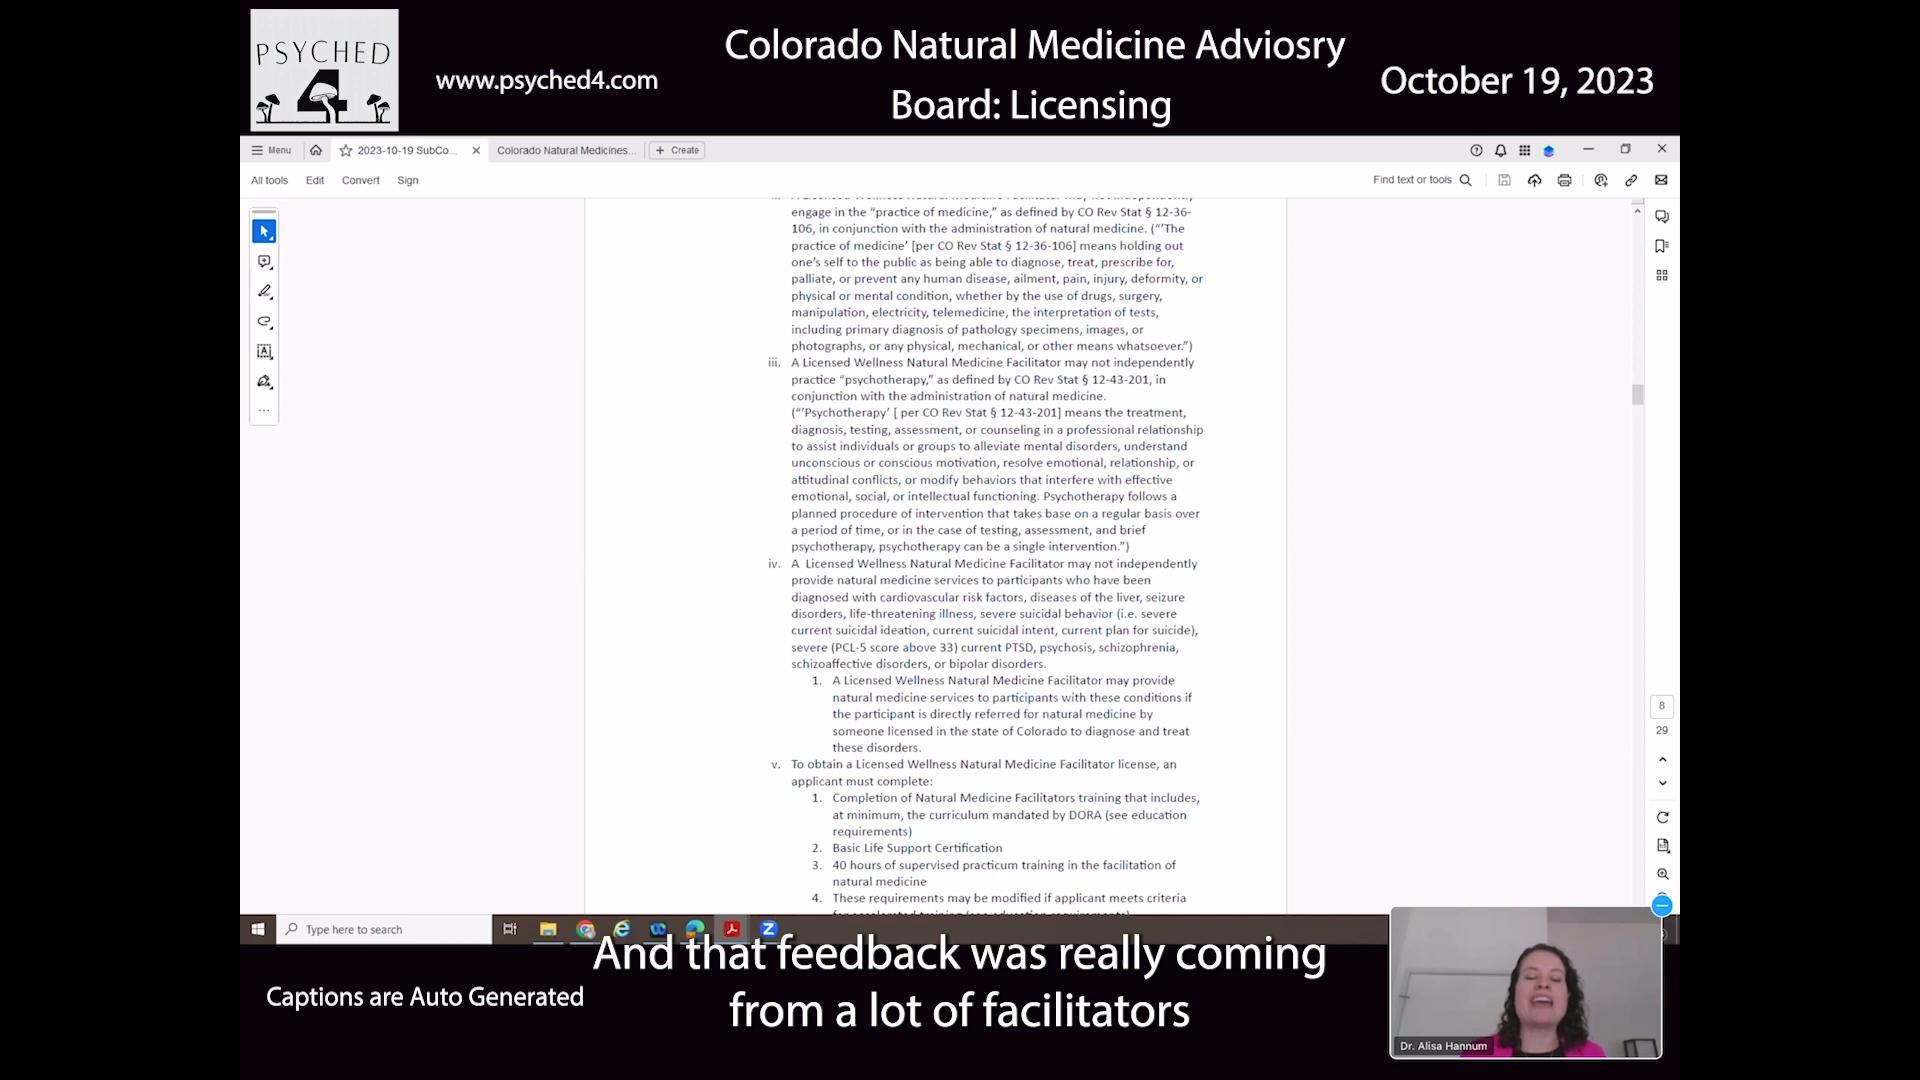 PSYCHED
4
www.psyched4.com
Colorado Natural Medicine Adviosry
Board: Licensing
October 19, 2023
Menu
2023-10-19 SubCo...
Colorado Natural Medicines...
+ Create
All tools
Edit
Convert
Sign
Find text or tools
engage in the “practice of medicine,” as defined by CO Rev Stat § 12-36-
106, in conjunction with the administration of natural medicine. (“‘The
practice of medicine’ [per CO Rev Stat § 12-36-106] means holding out
one’s self to the public as being able to diagnose, treat, prescribe for,
palliate, or prevent any human disease, ailment, pain, injury, deformity, or
physical or mental condition, whether by the use of drugs, surgery,
manipulation, electricity, telemedicine, the interpretation of tests,
including primary diagnosis of pathology specimens, images, or
photographs, or any physical, mechanical, or other means whatsoever.”)
iii. A Licensed Wellness Natural Medicine Facilitator may not independently
practice “psychotherapy,” as defined by CO Rev Stat § 12-43-201, in
conjunction with the administration of natural medicine.
(“‘Psychotherapy’ [ per CO Rev Stat § 12-43-201] means the treatment,
diagnosis, testing, assessment, or counseling in a professional relationship
to assist individuals or groups to alleviate mental disorders, understand
unconscious or conscious motivation, resolve emotional, relationship, or
attitudinal conflicts, or modify behaviors that interfere with effective
emotional, social, or intellectual functioning. Psychotherapy follows a
planned procedure of intervention that takes base on a regular basis over
a period of time, or in the case of testing, assessment, and brief
psychotherapy, psychotherapy can be a single intervention.”)
iv. A Licensed Wellness Natural Medicine Facilitator may not independently
provide natural medicine services to participants who have been
diagnosed with cardiovascular risk factors, diseases of the liver, seizure
disorders, life-threatening illness, severe suicidal behavior (i.e. severe
current suicidal ideation, current suicidal intent, current plan for suicide),
severe (PCL-5 score above 33) current PTSD, psychosis, schizophrenia,
schizoaffective disorders, or bipolar disorders.
1. A Licensed Wellness Natural Medicine Facilitator may provide
natural medicine services to participants with these conditions if
the participant is directly referred for natural medicine by
someone licensed in the state of Colorado to diagnose and treat
these disorders.
v. To obtain a Licensed Wellness Natural Medicine Facilitator license, an
applicant must complete:
1. Completion of Natural Medicine Facilitators training that includes,
at minimum, the curriculum mandated by DORA (see education
requirements)
2. Basic Life Support Certification
3. 40 hours of supervised practicum training in the facilitation of
natural medicine
4. These requirements may be modified if applicant meets criteria
8
29
Type here to search
And that feedback was really coming
from a lot of facilitators
Captions are Auto Generated
Dr. Alisa Hannum